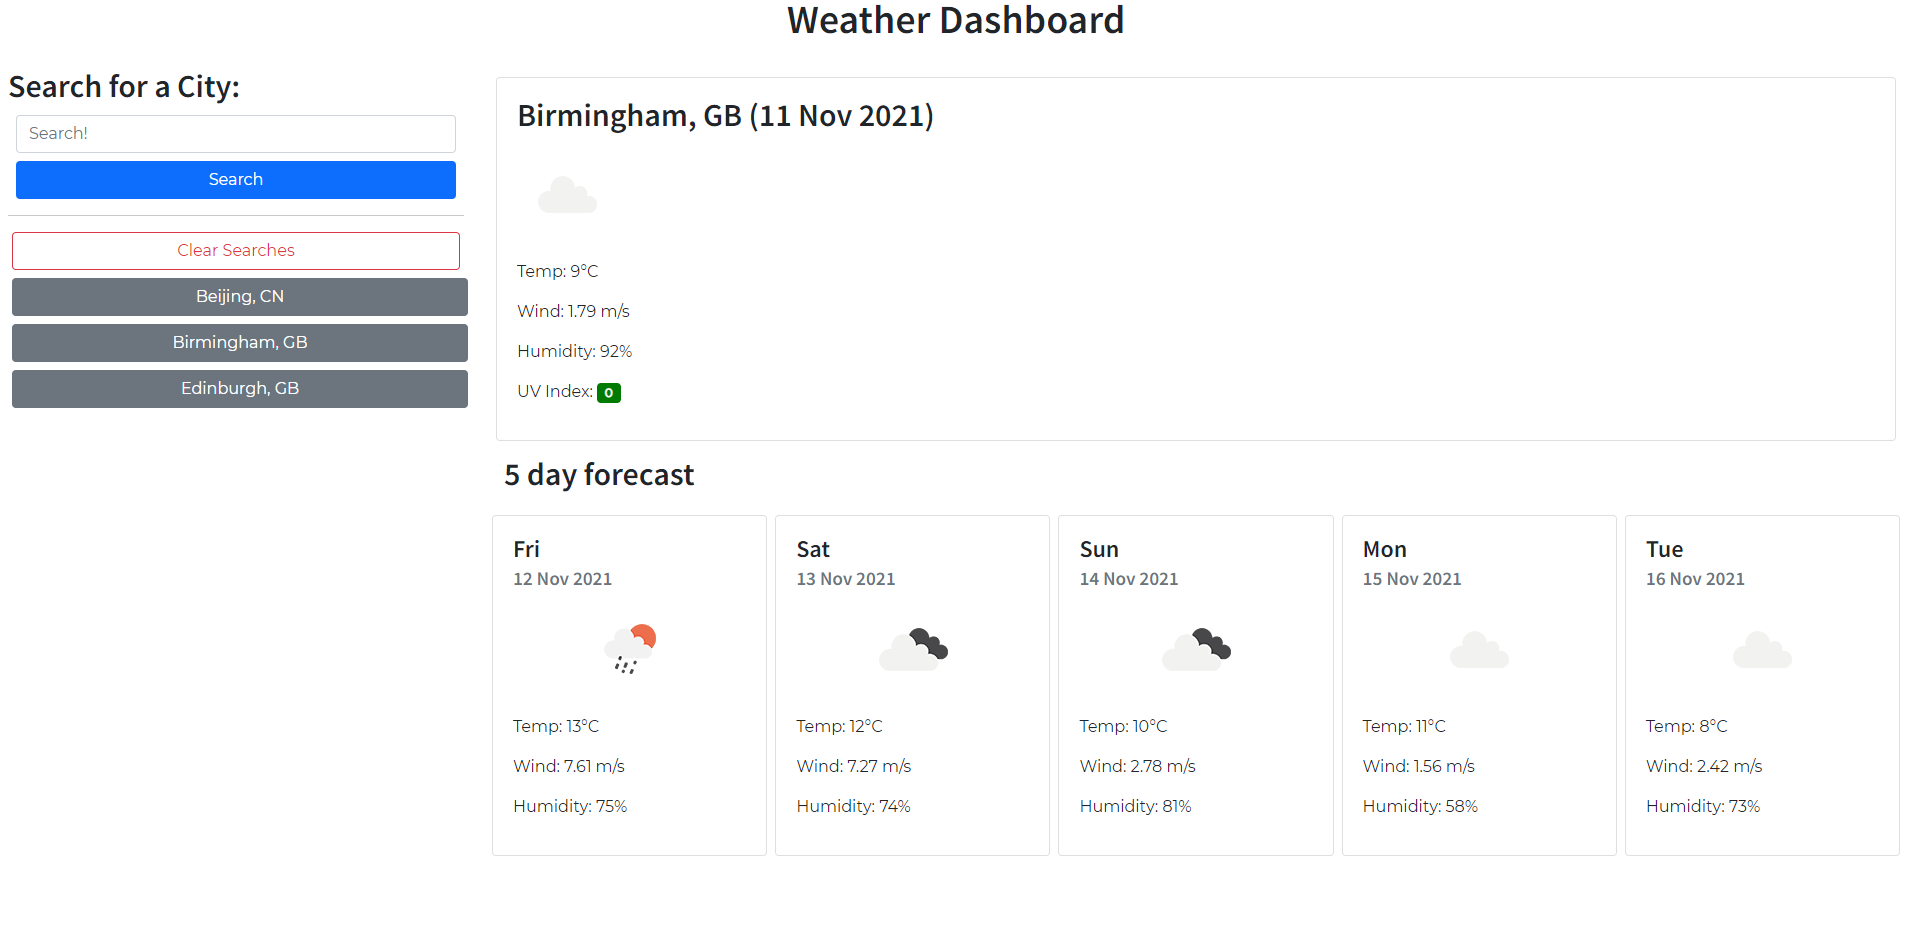 Weather Dashboard
Search for a City:
Search!
Search
Clear Searches
Beijing, CN
Birmingham, GB
Edinburgh, GB
Birmingham, GB (11 Nov 2021)
Temp: 9°C
Wind: 1.79 m/s
Humidity: 92%
UV Index: 0
5 day forecast
Fri
12 Nov 2021
Temp: 13°C
Wind: 7.61 m/s
Humidity: 75%
Sat
13 Nov 2021
Temp: 12°C
Wind: 7.27 m/s
Humidity: 74%
Sun
14 Nov 2021
Temp: 10°C
Wind: 2.78 m/s
Humidity: 81%
Mon
15 Nov 2021
Temp: 11°C
Wind: 1.56 m/s
Humidity: 58%
Tue
16 Nov 2021
Temp: 8°C
Wind: 2.42 m/s
Humidity: 73%